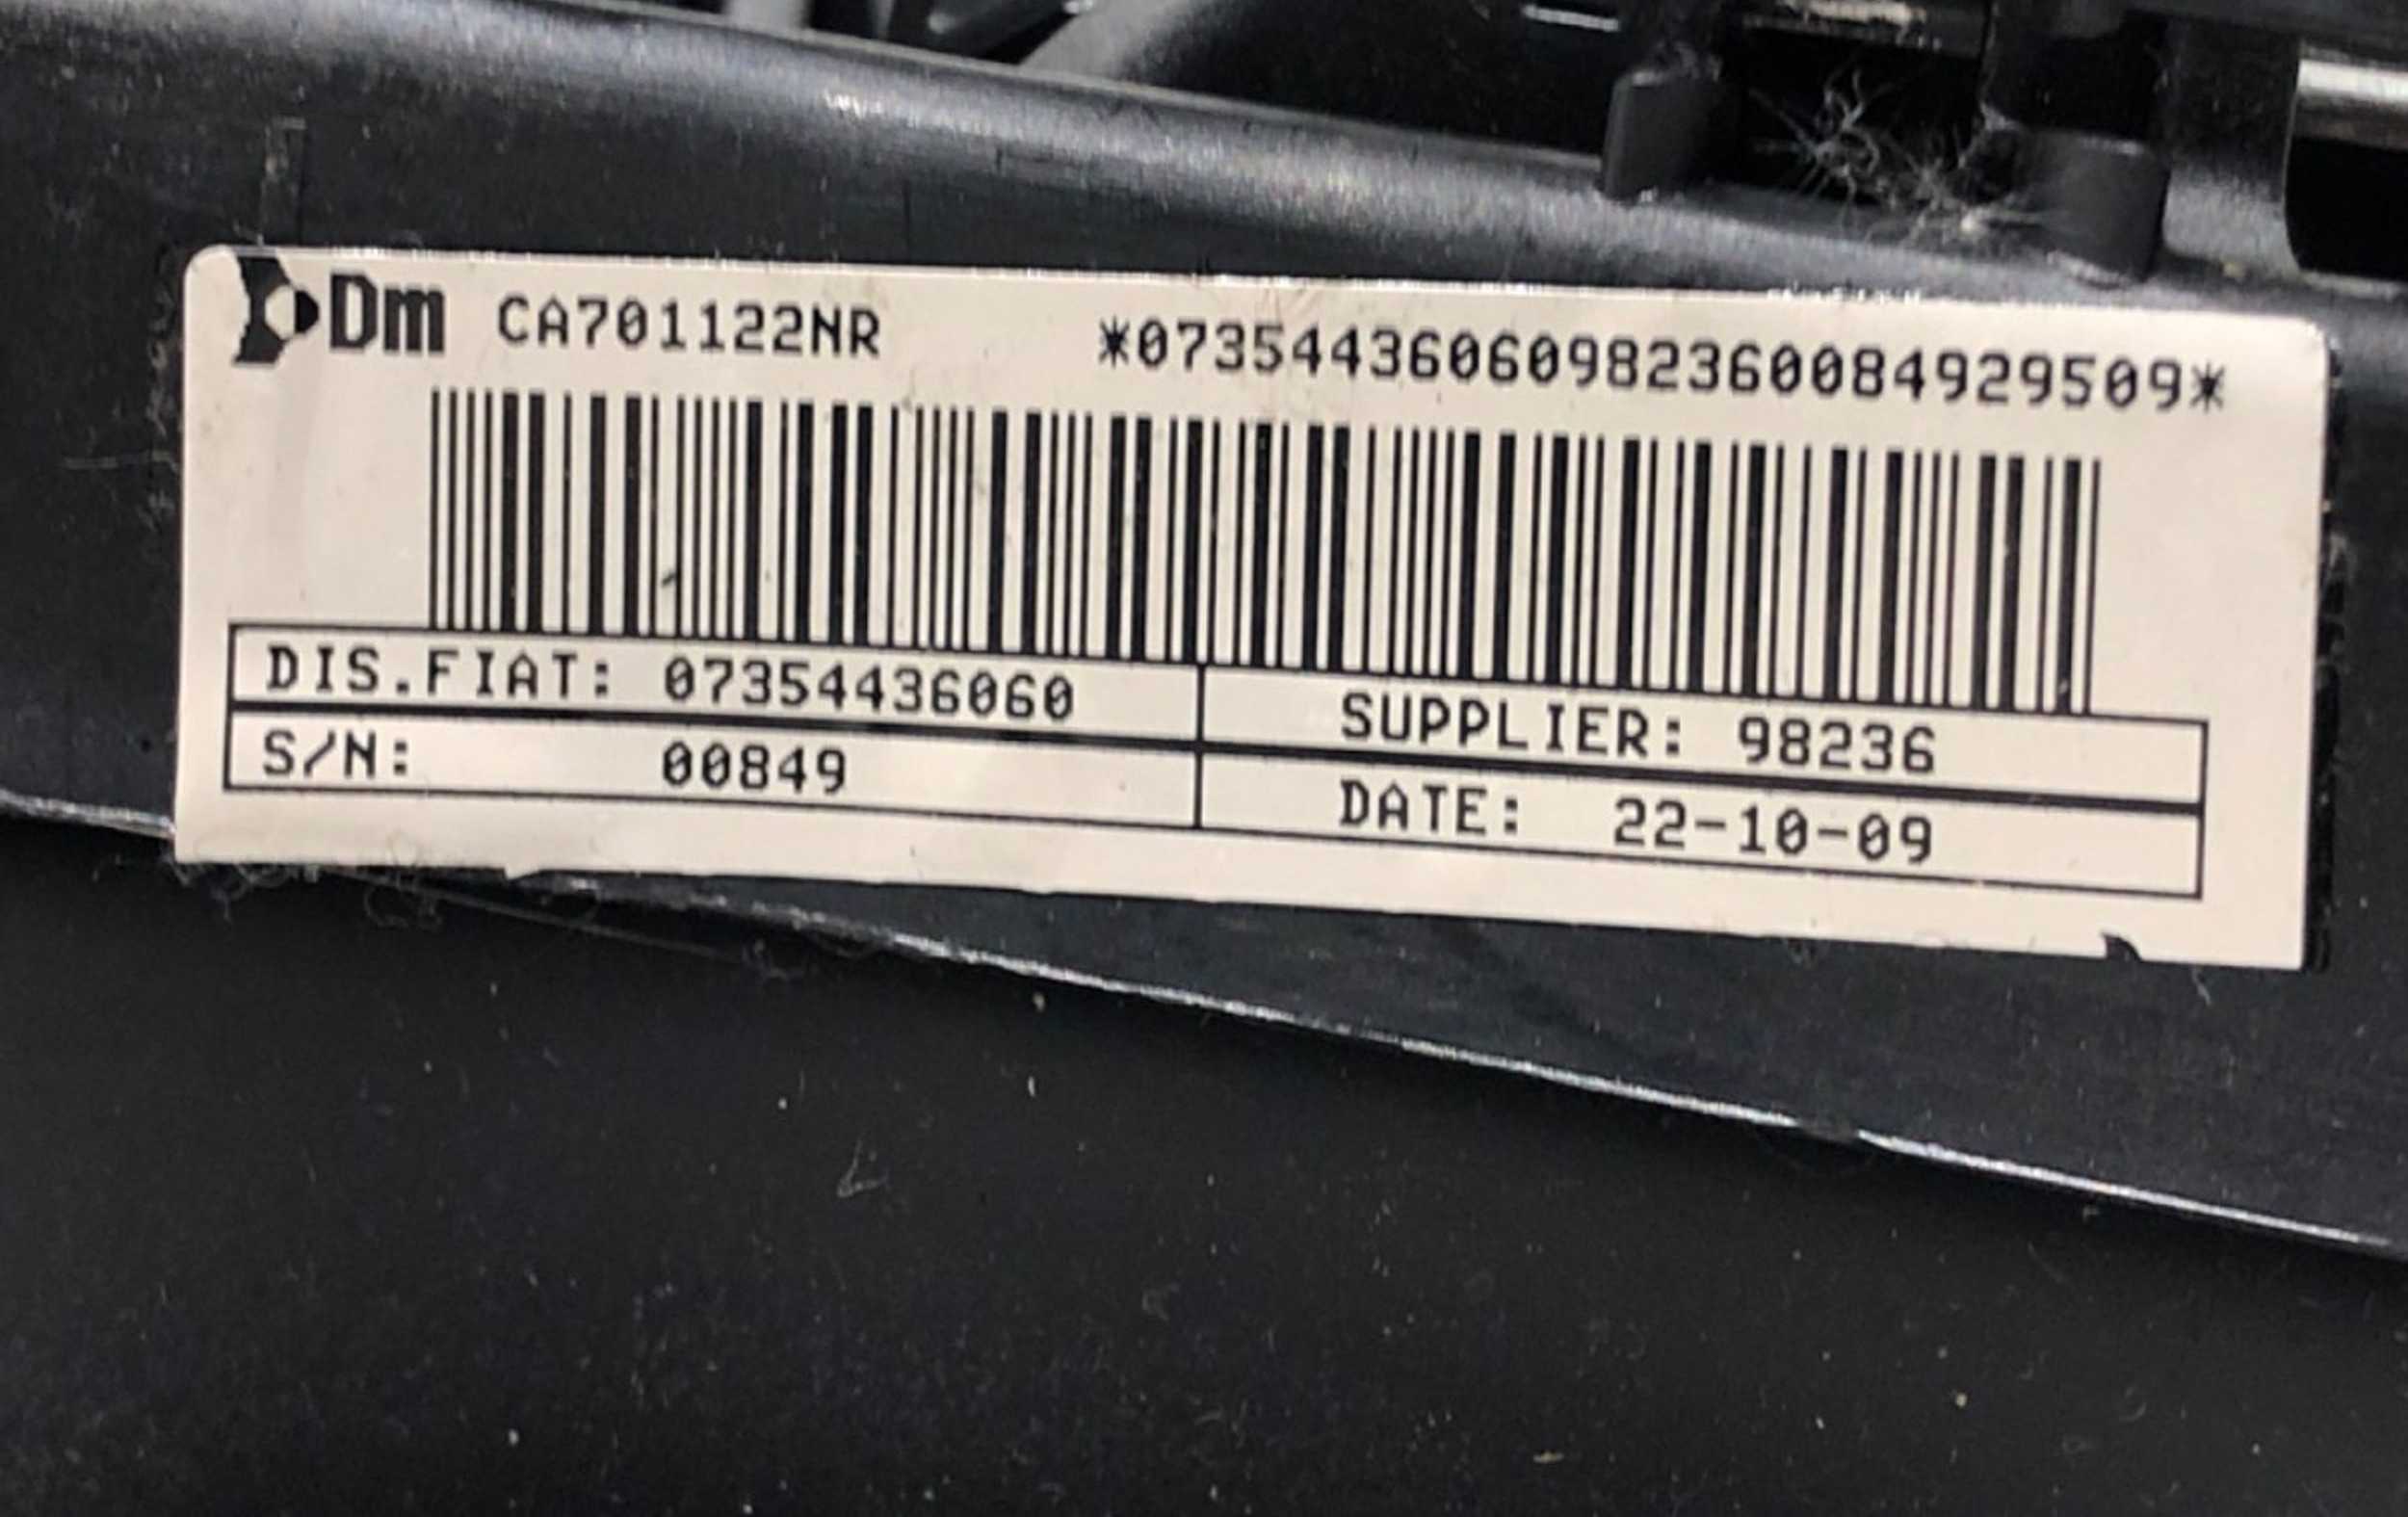 Dm CA701122NR *07354436060982360084929509*
DIS.FIAT: 07354436060 SUPPLIER: 98236
S/N: 00849 DATE: 22-10-09